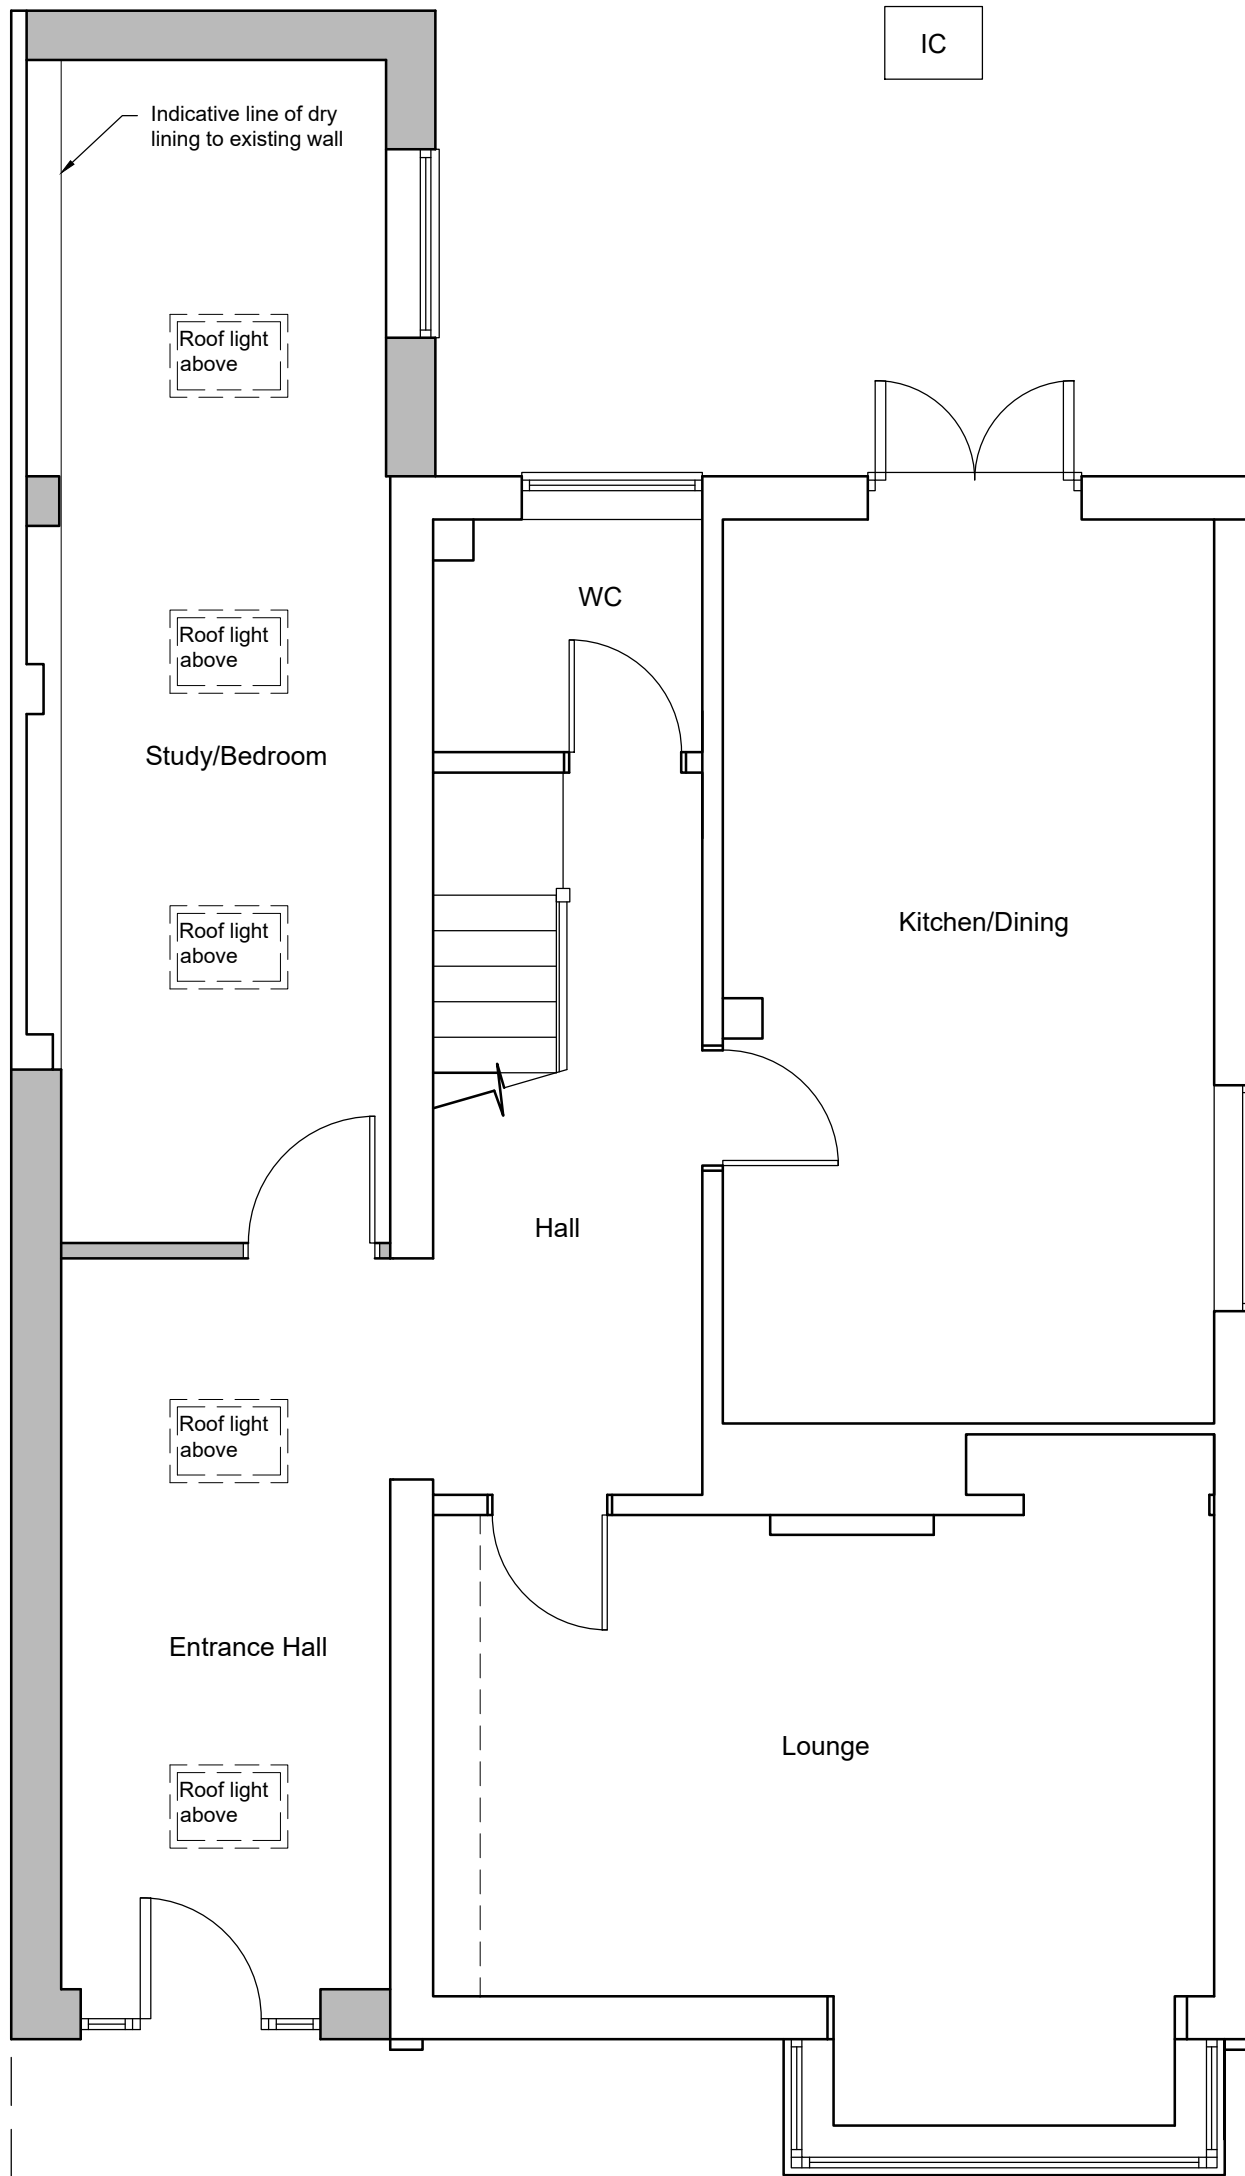 IC
Indicative line of dry
lining to existing wall
Roof light
above
WC
Roof light
above
Study/Bedroom
Kitchen/Dining
Roof light
above
Hall
Roof light
above
Entrance Hall
Lounge
Roof light
above